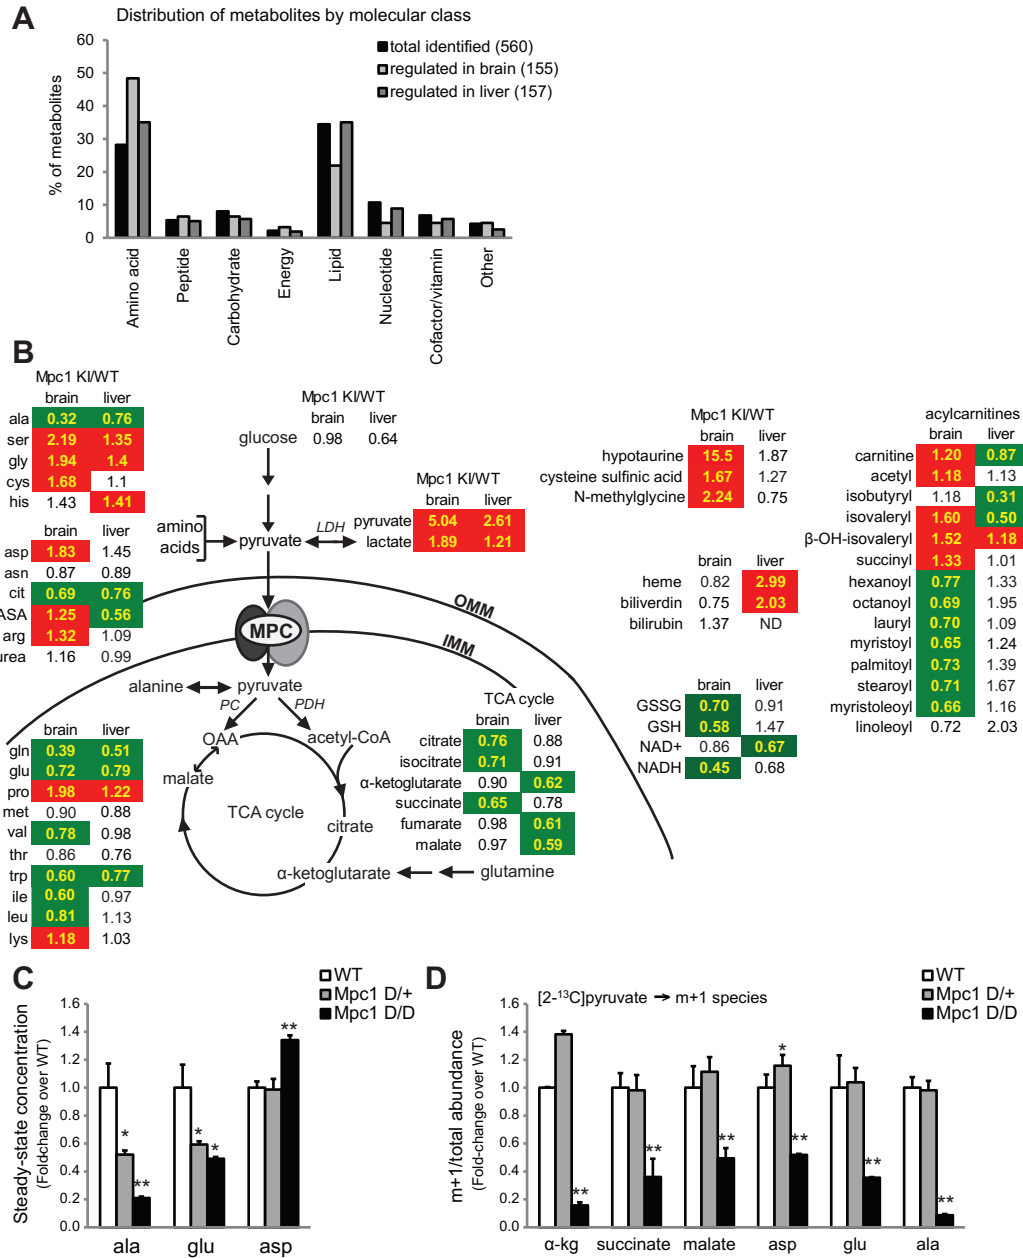 A
Distribution of metabolites by molecular class
60
50
40
30
20
10
0
% of metabolites
total identified (560)
regulated in brain (155)
regulated in liver (157)
Amino acid
Peptide
Carbohydrate
Energy
Lipid
Nucleotide
Cofactor/vitamin
Other
B
Mpc1 KI/WT
brain liver
ala 0.32 0.76
ser 2.19 1.35
gly 1.94 1.4
cys 1.68 1.1
his 1.43 1.41
brain liver
asp 1.83 1.45
asn 0.87 0.89
cit 0.69 0.76
ASA 1.25 0.56
arg 1.32 1.09
urea 1.16 0.99
brain liver
gln 0.39 0.51
glu 0.72 0.79
pro 1.98 1.22
met 0.90 0.88
val 0.78 0.98
thr 0.86 0.76
trp 0.60 0.77
ile 0.60 0.97
leu 0.81 1.13
lys 1.18 1.03
Mpc1 KI/WT
brain liver
glucose 0.98 0.64
Mpc1 KI/WT
brain liver
pyruvate 5.04 2.61
lactate 1.89 1.21
amino
acids
pyruvate
LDH
OMM
MPC
IMM
alanine
pyruvate
PC
PDH
OAA
acetyl-CoA
malate
TCA cycle
citrate
α-ketoglutarate
glutamine
TCA cycle
brain liver
citrate 0.76 0.88
isocitrate 0.71 0.91
α-ketoglutarate 0.90 0.62
succinate 0.65 0.78
fumarate 0.98 0.61
malate 0.97 0.59
Mpc1 KI/WT
brain liver
hypotaurine 15.5 1.87
cysteine sulfinic acid 1.67 1.27
N-methylglycine 2.24 0.75
brain liver
heme 0.82 2.99
biliverdin 0.75 2.03
bilirubin 1.37 ND
brain liver
GSSG 0.70 0.91
GSH 0.58 1.47
NAD+ 0.86 0.67
NADH 0.45 0.68
acylcarnitines
brain liver
carnitine 1.20 0.87
acetyl 1.18 1.13
isobutyryl 1.18 0.31
isovaleryl 1.60 0.50
β-OH-isovaleryl 1.52 1.18
succinyl 1.33 1.01
hexanoyl 0.77 1.33
octanoyl 0.69 1.95
lauryl 0.70 1.09
myristoyl 0.65 1.24
palmitoyl 0.73 1.39
stearoyl 0.71 1.67
myristoleoyl 0.66 1.16
linoleoyl 0.72 2.03
C
WT
Mpc1 D/+
Mpc1 D/D
Steady-state concentration
(Foldchange over WT)
1.6
1.4
1.2
1.0
0.8
0.6
0.4
0.2
0.0
* ** * * **
ala glu asp
D
[2-¹³C]pyruvate → m+1 species
WT
Mpc1 D/+
Mpc1 D/D
m+1/total abundance
(Fold-change over WT)
1.6
1.4
1.2
1.0
0.8
0.6
0.4
0.2
0.0
** ** ** * ** ** **
α-kg succinate malate asp glu ala